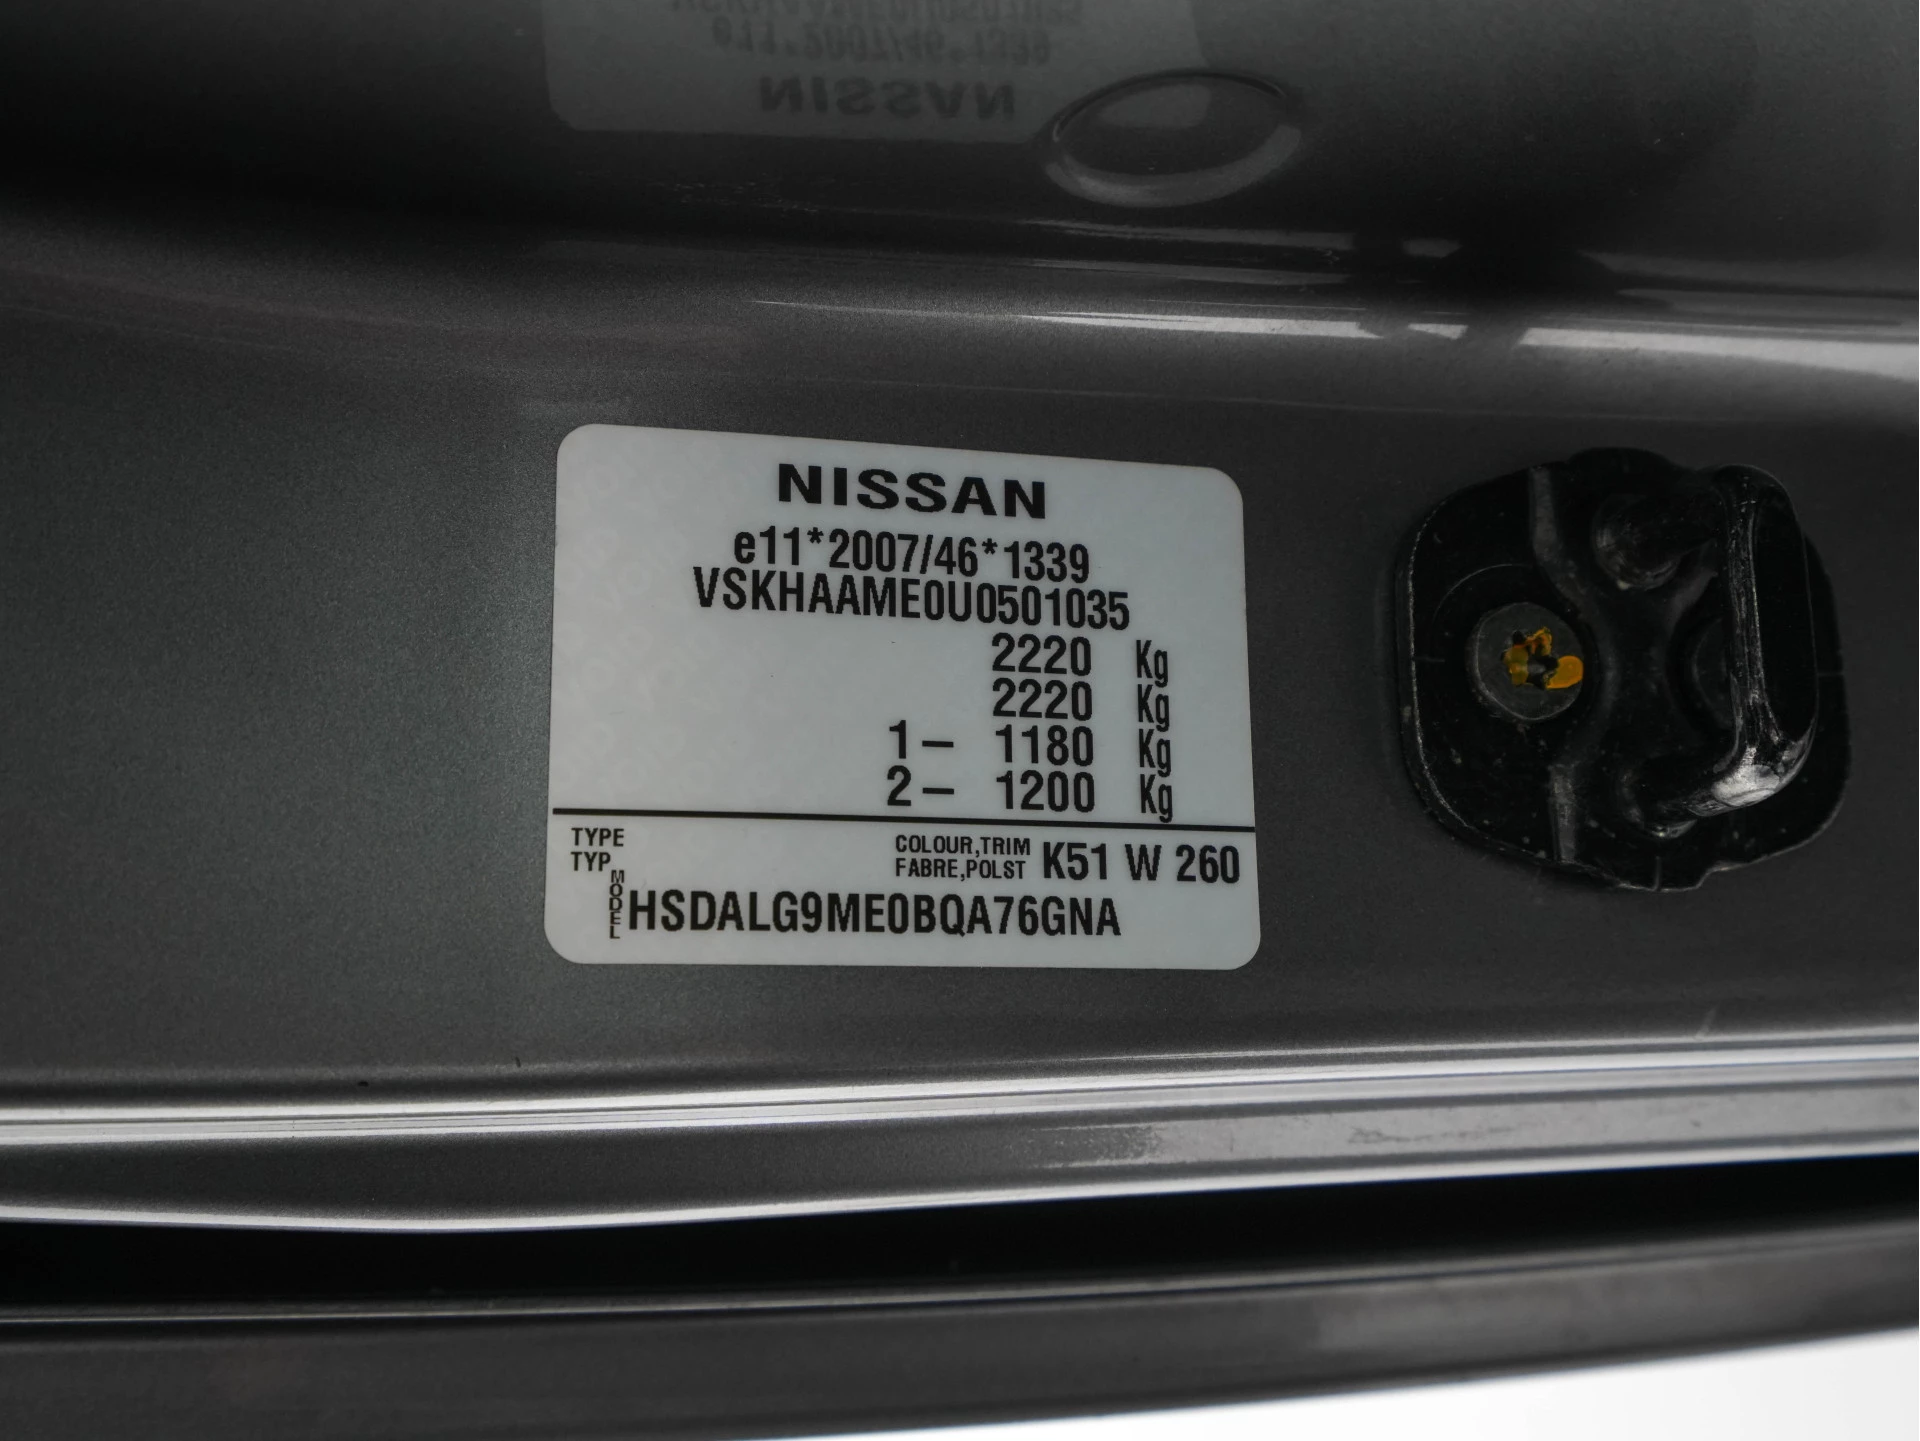 NISSAN
e11*2007/46*1339
VSKHAAME0U0501035
2220 Kg
2220 Kg
1- 1180 Kg
2- 1200 Kg
TYPE
TYP
COLOUR,TRIM
FABRE,POLST
K51 W 260
MODEL
HSDALG9ME0BQA76GNA